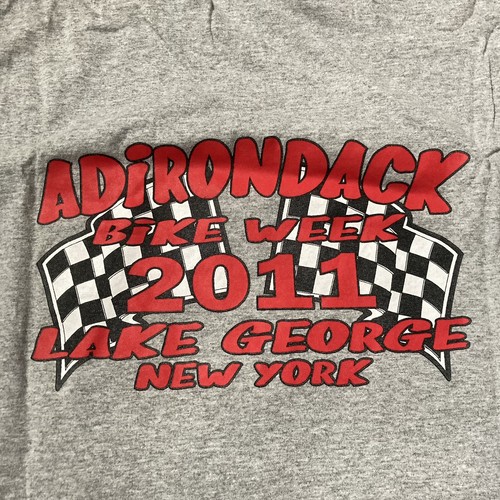 ADiRONDACK
BiKE WEEK
2011
LAKE GEORGE
NEW YORK